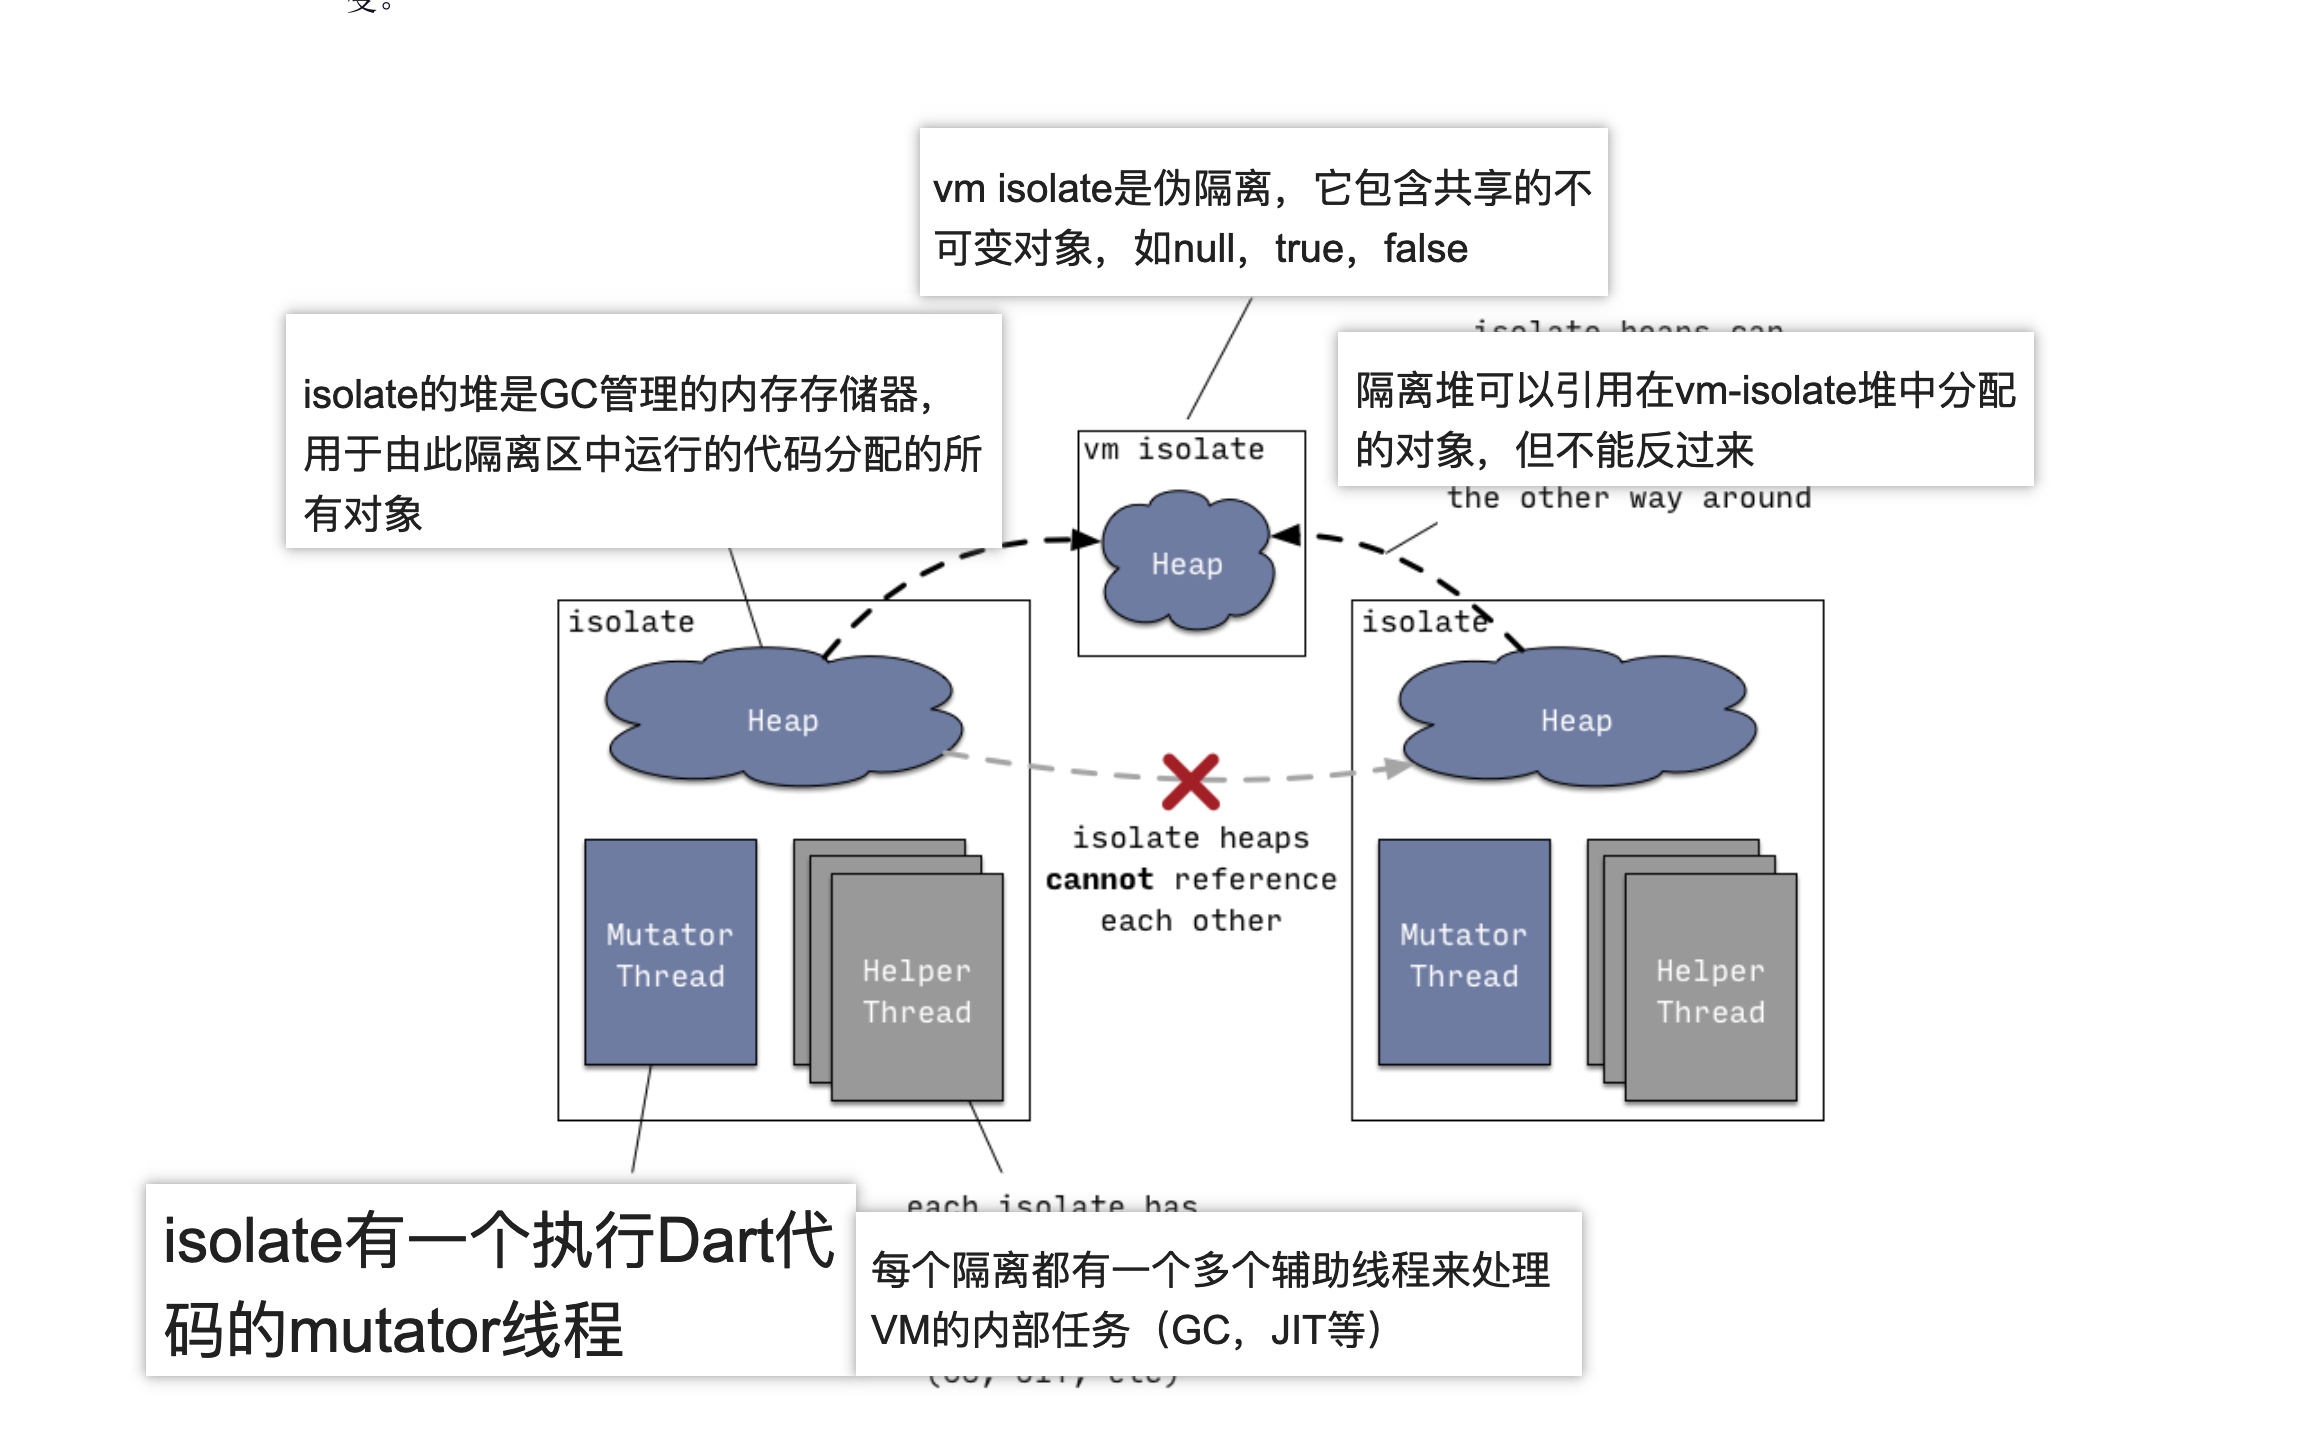 变。
vm isolate是伪隔离，它包含共享的不
可变对象，如null，true，false
isolate heaps can
isolate的堆是GC管理的内存存储器，
用于由此隔离区中运行的代码分配的所
有对象
隔离堆可以引用在vm-isolate堆中分配
的对象，但不能反过来
the other way around
vm isolate
Heap
isolate
Heap
isolate
Heap
isolate heaps
cannot reference
each other
Mutator
Thread
Helper
Thread
Mutator
Thread
Helper
Thread
isolate有一个执行Dart代
码的mutator线程
each isolate has
每个隔离都有一个多个辅助线程来处理
VM的内部任务（GC，JIT等）
(GC, JIT, etc)